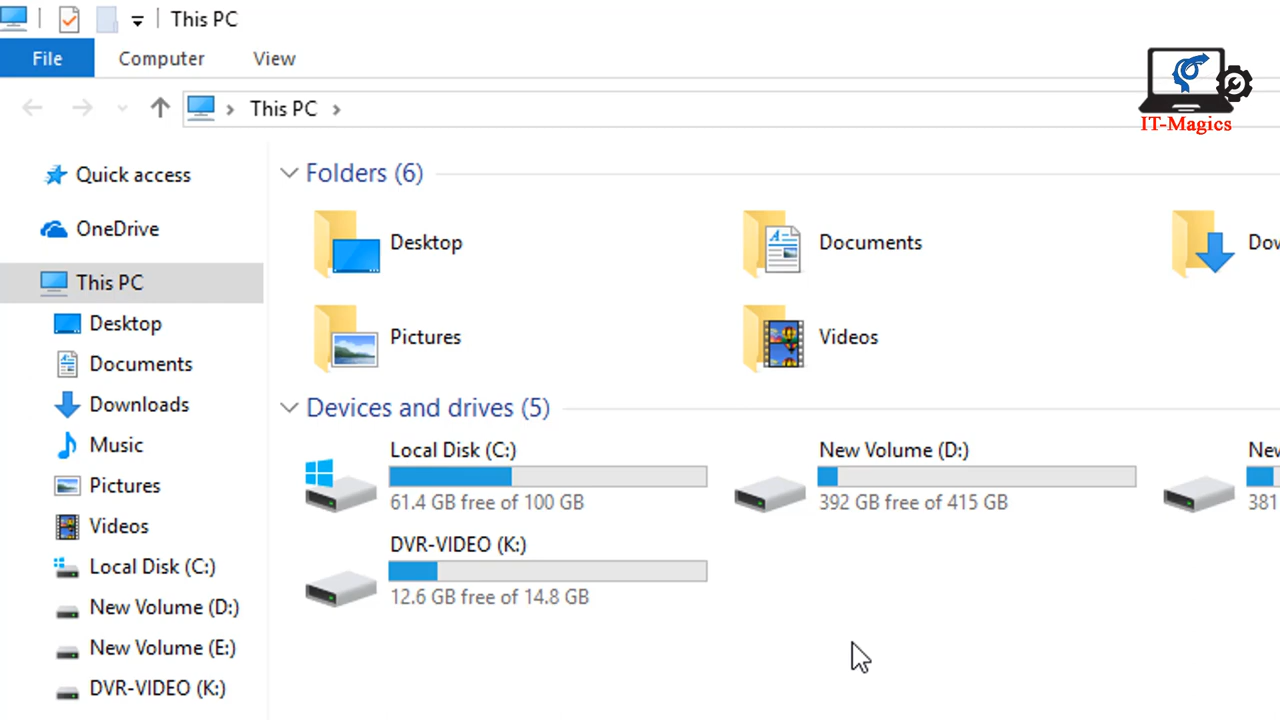 This PC
File Computer View
IT-Magics
This PC
Quick access
OneDrive
This PC
Desktop
Documents
Downloads
Music
Pictures
Videos
Local Disk (C:)
New Volume (D:)
New Volume (E:)
DVR-VIDEO (K:)
Folders (6)
Desktop Documents
Pictures Videos
Devices and drives (5)
Local Disk (C:) New Volume (D:)
61.4 GB free of 100 GB 392 GB free of 415 GB 381
DVR-VIDEO (K:)
12.6 GB free of 14.8 GB